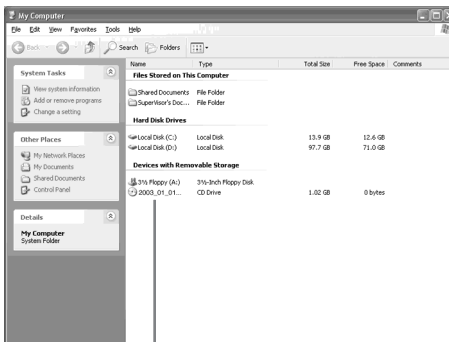 My Computer
File Edit View Favorites Tools Help
Back Search Folders
System Tasks
View system information
Add or remove programs
Change a setting
Other Places
My Network Places
My Documents
Shared Documents
Control Panel
Details
My Computer
System Folder
Name Type Total Size Free Space Comments
Files Stored on This Computer
Shared Documents File Folder
SuperVisor's Doc... File Folder
Hard Disk Drives
Local Disk (C:) Local Disk 13.9 GB 12.6 GB
Local Disk (D:) Local Disk 97.7 GB 71.0 GB
Devices with Removable Storage
3½ Floppy (A:) 3½-Inch Floppy Disk
2003_01_01... CD Drive 1.02 GB 0 bytes